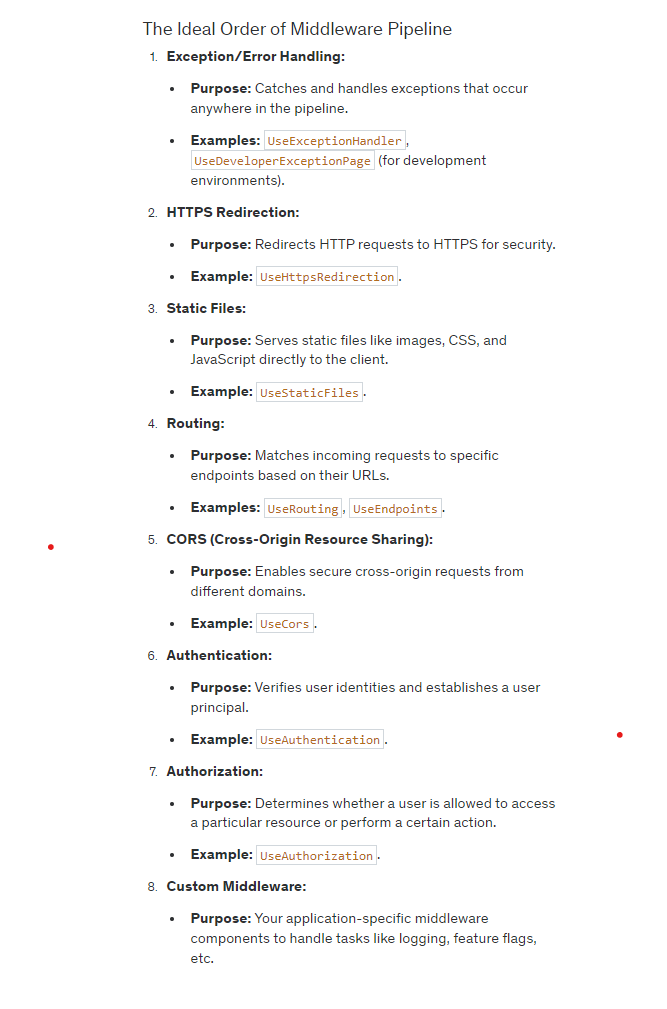 The Ideal Order of Middleware Pipeline
1. Exception/Error Handling:
• Purpose: Catches and handles exceptions that occur
anywhere in the pipeline.
• Examples: UseExceptionHandler,
UseDeveloperExceptionPage (for development
environments).
2. HTTPS Redirection:
• Purpose: Redirects HTTP requests to HTTPS for security.
• Example: UseHttpsRedirection.
3. Static Files:
• Purpose: Serves static files like images, CSS, and
JavaScript directly to the client.
• Example: UseStaticFiles.
4. Routing:
• Purpose: Matches incoming requests to specific
endpoints based on their URLs.
• Examples: UseRouting, UseEndpoints.
5. CORS (Cross-Origin Resource Sharing):
• Purpose: Enables secure cross-origin requests from
different domains.
• Example: UseCors.
6. Authentication:
• Purpose: Verifies user identities and establishes a user
principal.
• Example: UseAuthentication.
7. Authorization:
• Purpose: Determines whether a user is allowed to access
a particular resource or perform a certain action.
• Example: UseAuthorization.
8. Custom Middleware:
• Purpose: Your application-specific middleware
components to handle tasks like logging, feature flags,
etc.